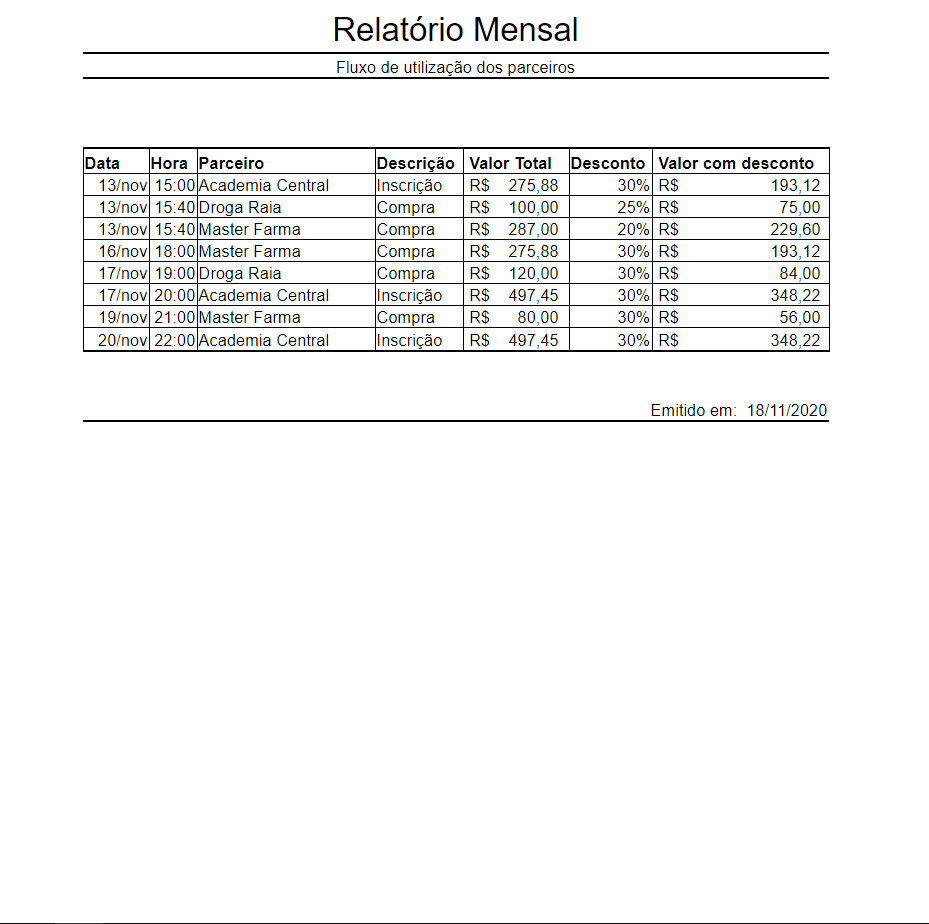 Relatório Mensal
Fluxo de utilização dos parceiros
Data Hora Parceiro Descrição Valor Total Desconto Valor com desconto
13/nov 15:00 Academia Central Inscrição R$ 275,88 30% R$ 193,12
13/nov 15:40 Droga Raia Compra R$ 100,00 25% R$ 75,00
13/nov 15:40 Master Farma Compra R$ 287,00 20% R$ 229,60
16/nov 18:00 Master Farma Compra R$ 275,88 30% R$ 193,12
17/nov 19:00 Droga Raia Compra R$ 120,00 30% R$ 84,00
17/nov 20:00 Academia Central Inscrição R$ 497,45 30% R$ 348,22
19/nov 21:00 Master Farma Compra R$ 80,00 30% R$ 56,00
20/nov 22:00 Academia Central Inscrição R$ 497,45 30% R$ 348,22
Emitido em: 18/11/2020